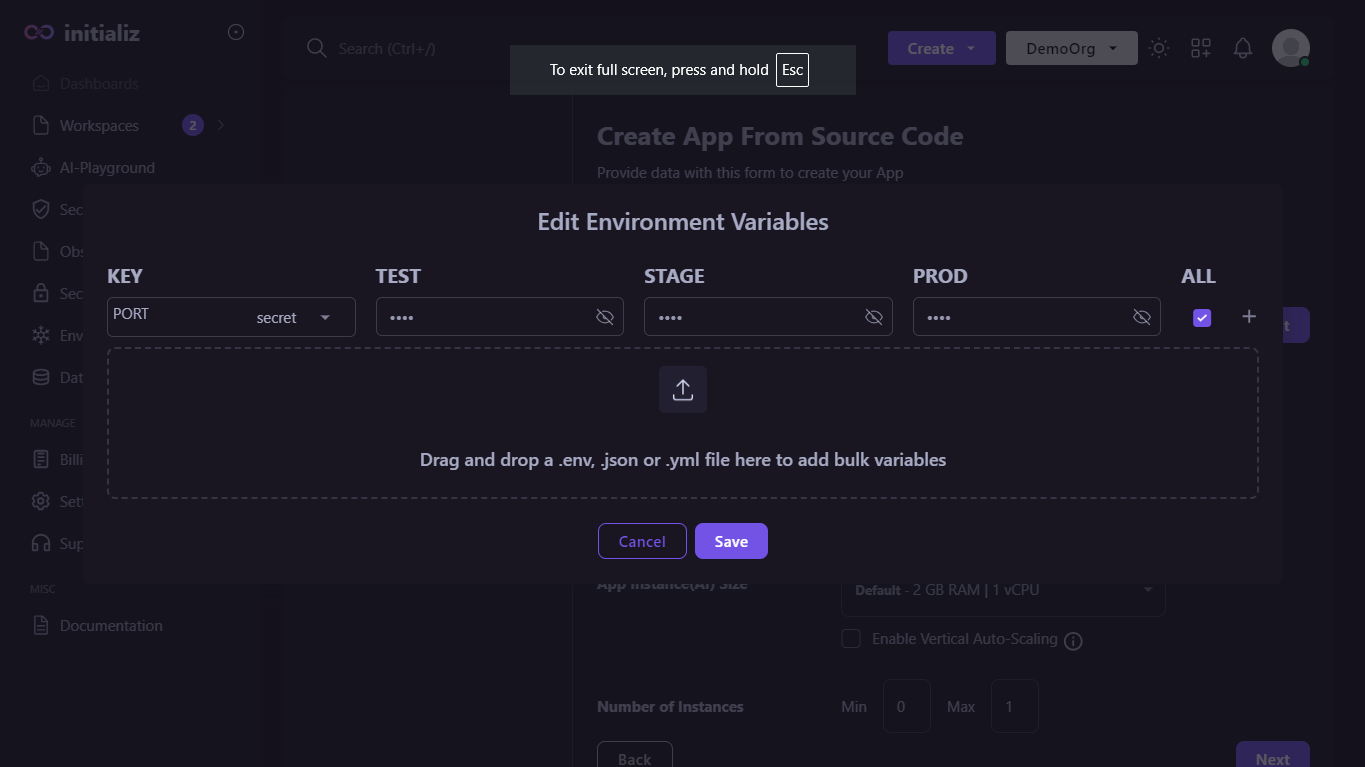 initializ
Search (Ctrl+/)
To exit full screen, press and hold Esc
Create
DemoOrg
Dashboards
Workspaces 2
AI-Playground
Create App From Source Code
Provide data with this form to create your App
Sec
Obs
Sec
Env
Dat
MANAGE
Billi
Sett
Sup
MISC
Documentation
Edit Environment Variables
KEY TEST STAGE PROD ALL
PORT secret •••• •••• ••••
Drag and drop a .env, .json or .yml file here to add bulk variables
Cancel Save
App Instance(AI) Size
Default - 2 GB RAM | 1 vCPU
Enable Vertical Auto-Scaling
Number of Instances Min 0 Max 1
Back Next